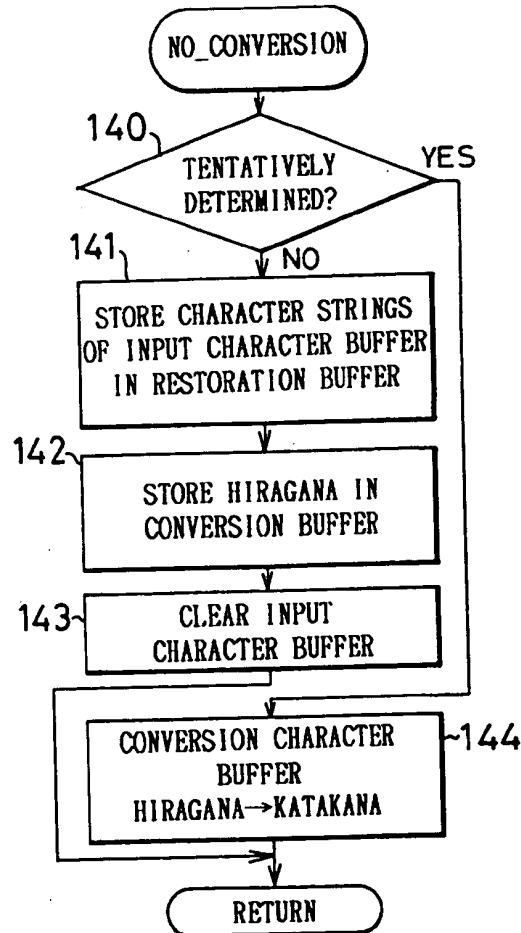 NO_CONVERSION
140
TENTATIVELY
DETERMINED?
YES
NO
141
STORE CHARACTER STRINGS
OF INPUT CHARACTER BUFFER
IN RESTORATION BUFFER
142
STORE HIRAGANA IN
CONVERSION BUFFER
143
CLEAR INPUT
CHARACTER BUFFER
CONVERSION CHARACTER
BUFFER
HIRAGANA→KATAKANA
144
RETURN